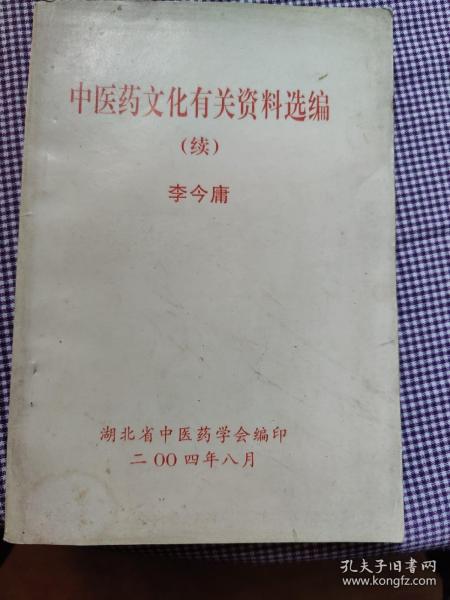 中医药文化有关资料选编
(续)
李今庸
湖北省中医药学会编印
二OO四年八月
孔夫子旧书网
www.kongfz.com